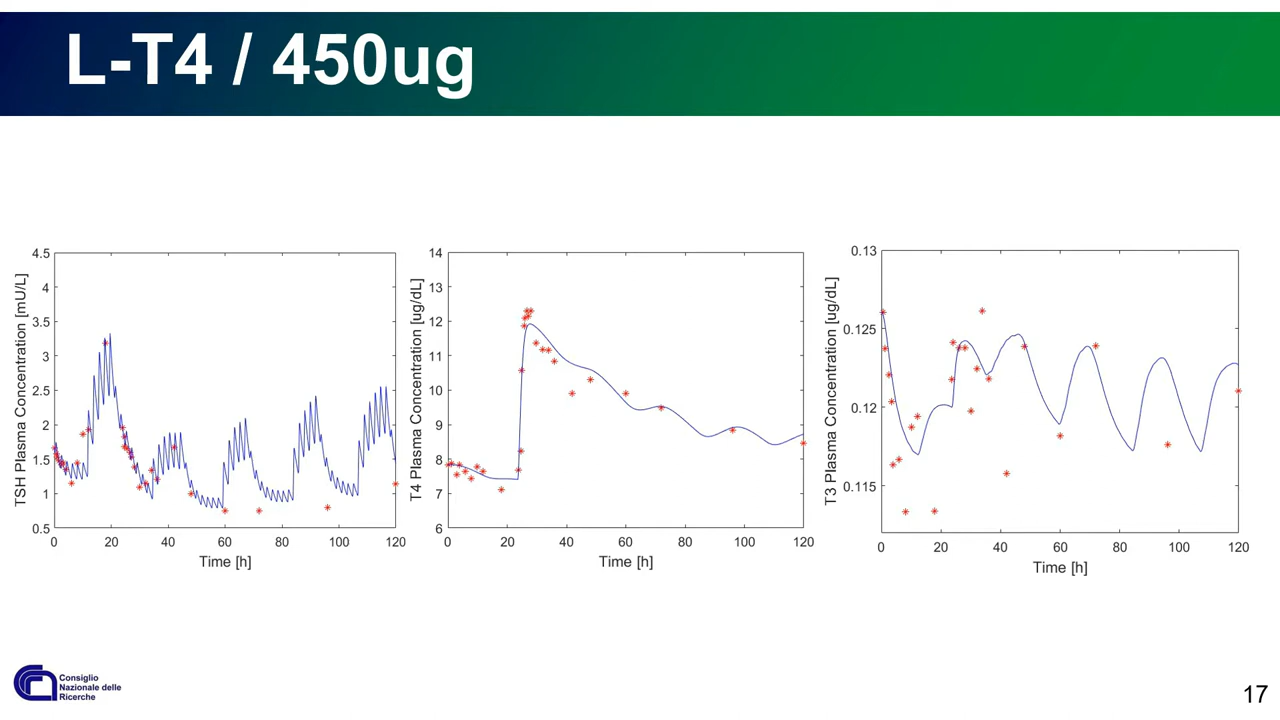 L-T4 / 450ug
TSH Plasma Concentration [mU/L]
4.5
4
3.5
3
2.5
2
1.5
1
0.5
0 20 40 60 80 100 120
Time [h]
T4 Plasma Concentration [ug/dL]
14
13
12
11
10
9
8
7
6
0 20 40 60 80 100 120
Time [h]
T3 Plasma Concentration [ug/dL]
0.13
0.125
0.12
0.115
0 20 40 60 80 100 120
Time [h]
Consiglio
Nazionale delle
Ricerche
17